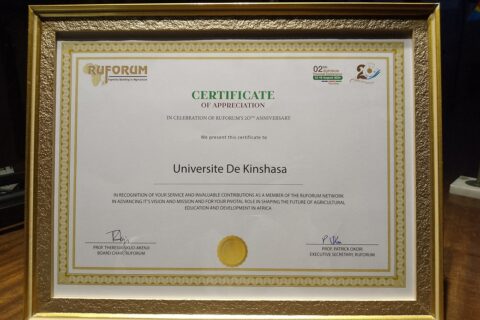 RUFORUM
CERTIFICATE
OF APPRECIATION
IN CELEBRATION OF RUFORUM'S 20TH ANNIVERSARY
We present this certificate to
Universite De Kinshasa
IN RECOGNITION OF YOUR SERVICE AND INVALUABLE CONTRIBUTIONS AS A MEMBER OF THE RUFORUM NETWORK
IN ADVANCING IT'S VISION AND MISSION AND FOR YOUR PIVOTAL ROLE IN SHAPING THE FUTURE OF AGRICULTURAL
EDUCATION AND DEVELOPMENT IN AFRICA
PROF. THERESIA
BOARD CHAIR, RUFORUM
PROF. PATRICK OKORI
EXECUTIVE SECRETARY, RUFORUM